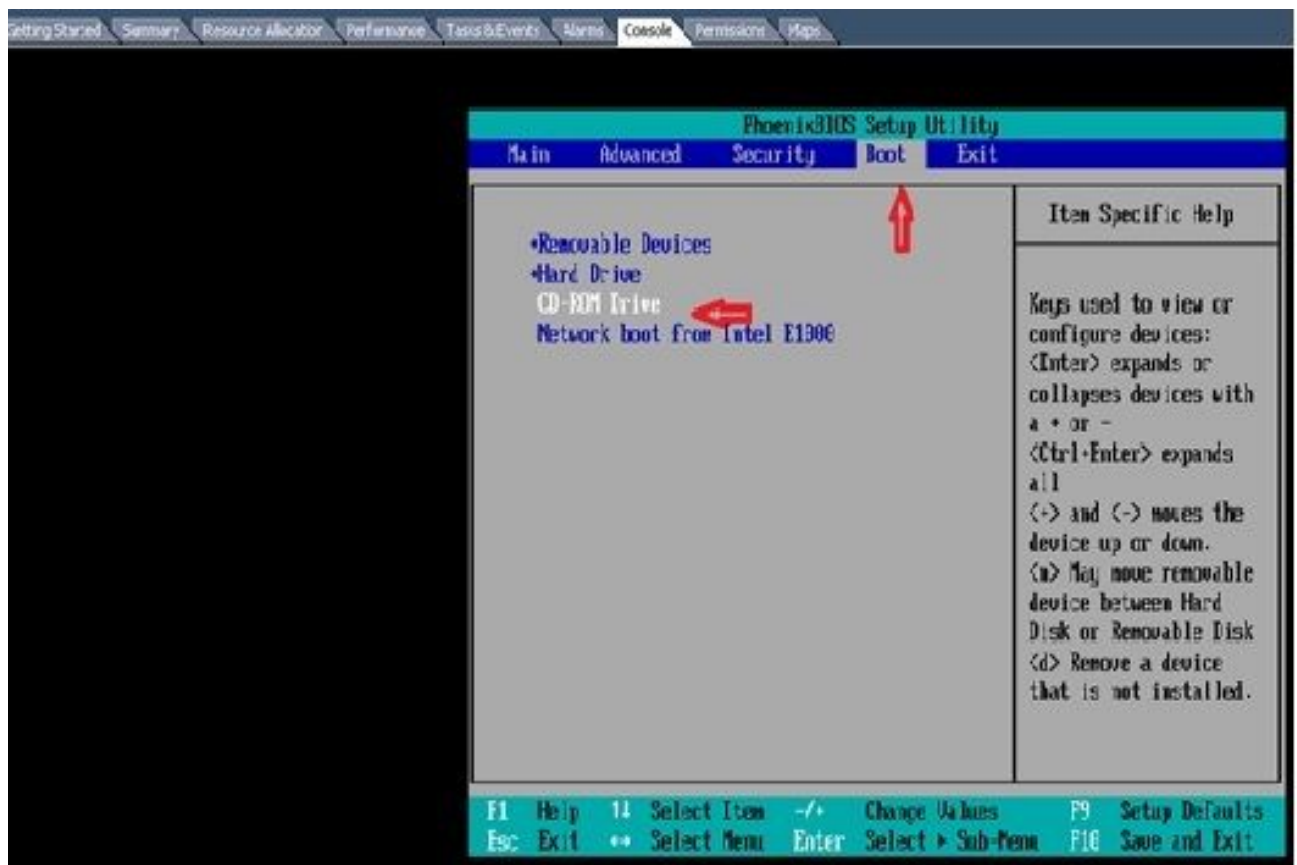 Getting Started Summary Resource Allocation Performance Tasks & Events Alarms Console Permissions Maps
PhoenixBIOS Setup Utility
Main Advanced Security Boot Exit
Item Specific Help
+Removable Devices
+Hard Drive
CD-ROM Drive
Network boot from Intel E1000
Keys used to view or
configure devices:
<Enter> expands or
collapses devices with
a + or -
<Ctrl+Enter> expands
all
<+> and <-> moves the
device up or down.
<n> May move removable
device between Hard
Disk or Removable Disk
<d> Remove a device
that is not installed.
F1 Help ↑↓ Select Item -/+ Change Values F9 Setup Defaults
Esc Exit ↔ Select Menu Enter Select ▸ Sub-Menu F10 Save and Exit